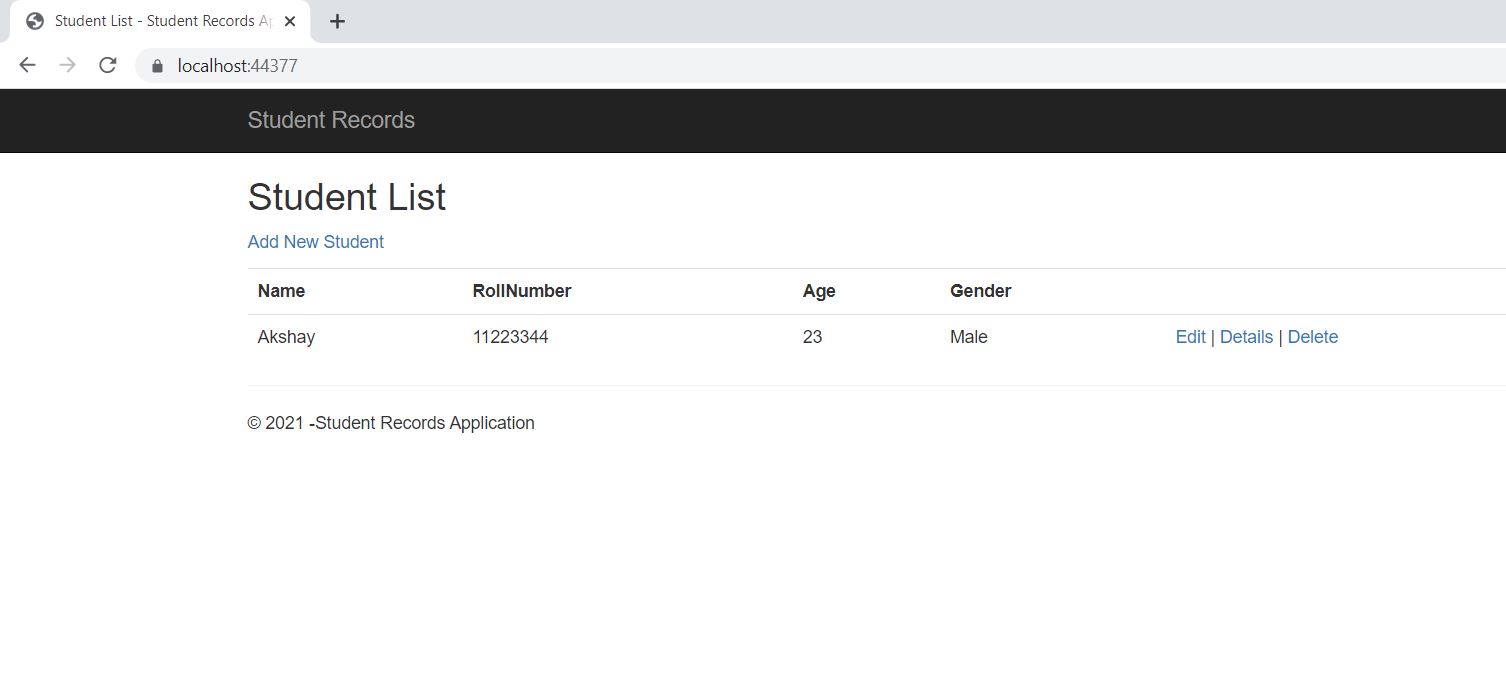 Student List - Student Records A
localhost:44377
Student Records
Student List
Add New Student
Name RollNumber Age Gender
Akshay 11223344 23 Male Edit | Details | Delete
© 2021 -Student Records Application